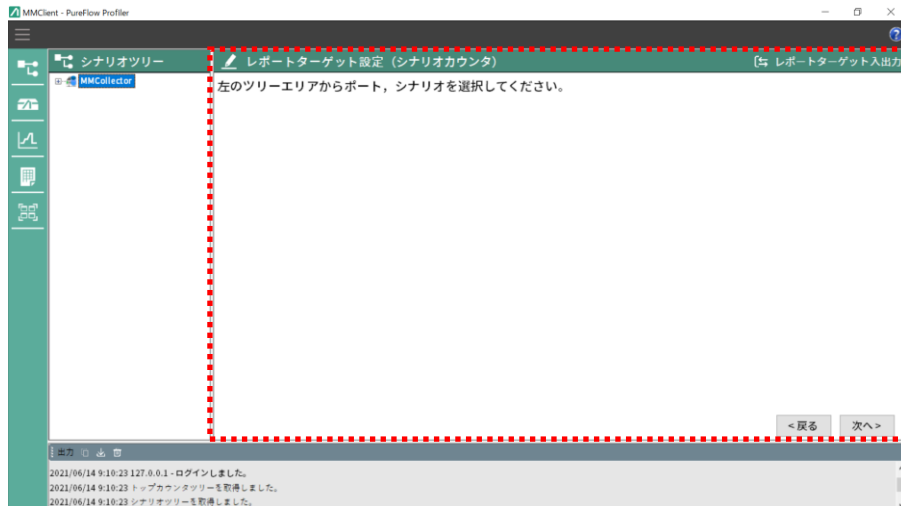 MMClient - PureFlow Profiler
シナリオツリー
レポートターゲット設定（シナリオカウンタ）
レポートターゲット入出力
MMCollector
左のツリーエリアからポート，シナリオを選択してください。
<戻る
次へ>
出力
2021/06/14 9:10:23 127.0.0.1 - ログインしました。
2021/06/14 9:10:23 トップカウンタツリーを取得しました。
2021/06/14 9:10:23 シナリオツリーを取得しました。